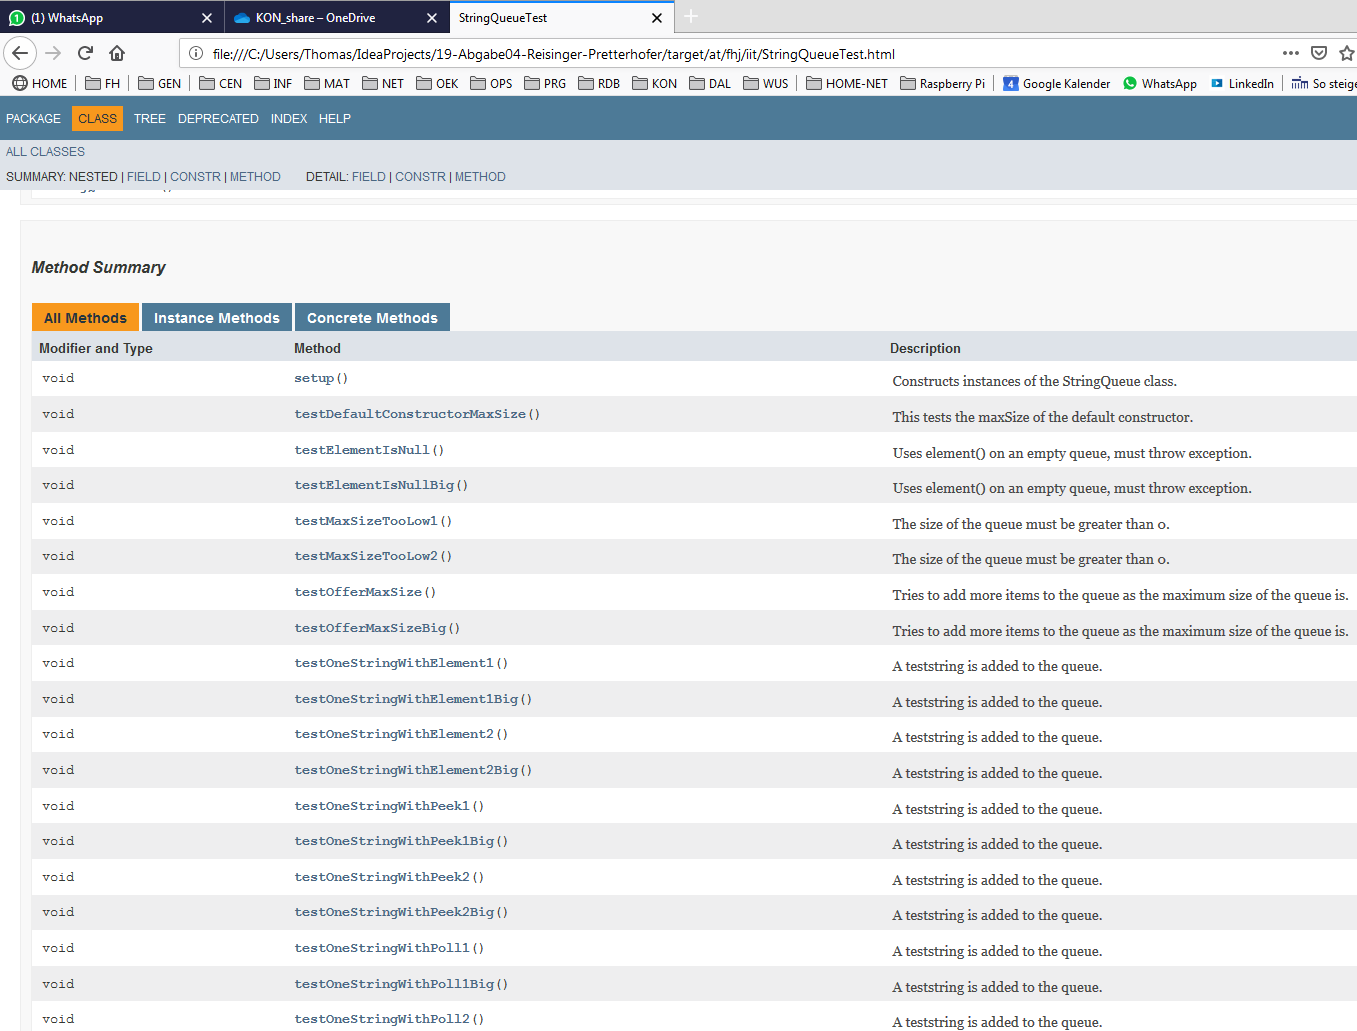 (1) WhatsApp KON_share – OneDrive StringQueueTest
file:///C:/Users/Thomas/IdeaProjects/19-Abgabe04-Reisinger-Pretterhofer/target/at/fhj/iit/StringQueueTest.html
HOME FH GEN CEN INF MAT NET OEK OPS PRG RDB KON DAL WUS HOME-NET Raspberry Pi 4 Google Kalender WhatsApp LinkedIn So steige
PACKAGE CLASS TREE DEPRECATED INDEX HELP
ALL CLASSES
SUMMARY: NESTED | FIELD | CONSTR | METHOD DETAIL: FIELD | CONSTR | METHOD
Method Summary
All Methods Instance Methods Concrete Methods
Modifier and Type Method Description
void setup() Constructs instances of the StringQueue class.
void testDefaultConstructorMaxSize() This tests the maxSize of the default constructor.
void testElementIsNull() Uses element() on an empty queue, must throw exception.
void testElementIsNullBig() Uses element() on an empty queue, must throw exception.
void testMaxSizeTooLow1() The size of the queue must be greater than 0.
void testMaxSizeTooLow2() The size of the queue must be greater than 0.
void testOfferMaxSize() Tries to add more items to the queue as the maximum size of the queue is.
void testOfferMaxSizeBig() Tries to add more items to the queue as the maximum size of the queue is.
void testOneStringWithElement1() A teststring is added to the queue.
void testOneStringWithElement1Big() A teststring is added to the queue.
void testOneStringWithElement2() A teststring is added to the queue.
void testOneStringWithElement2Big() A teststring is added to the queue.
void testOneStringWithPeek1() A teststring is added to the queue.
void testOneStringWithPeek1Big() A teststring is added to the queue.
void testOneStringWithPeek2() A teststring is added to the queue.
void testOneStringWithPeek2Big() A teststring is added to the queue.
void testOneStringWithPoll1() A teststring is added to the queue.
void testOneStringWithPoll1Big() A teststring is added to the queue.
void testOneStringWithPoll2() A teststring is added to the queue.